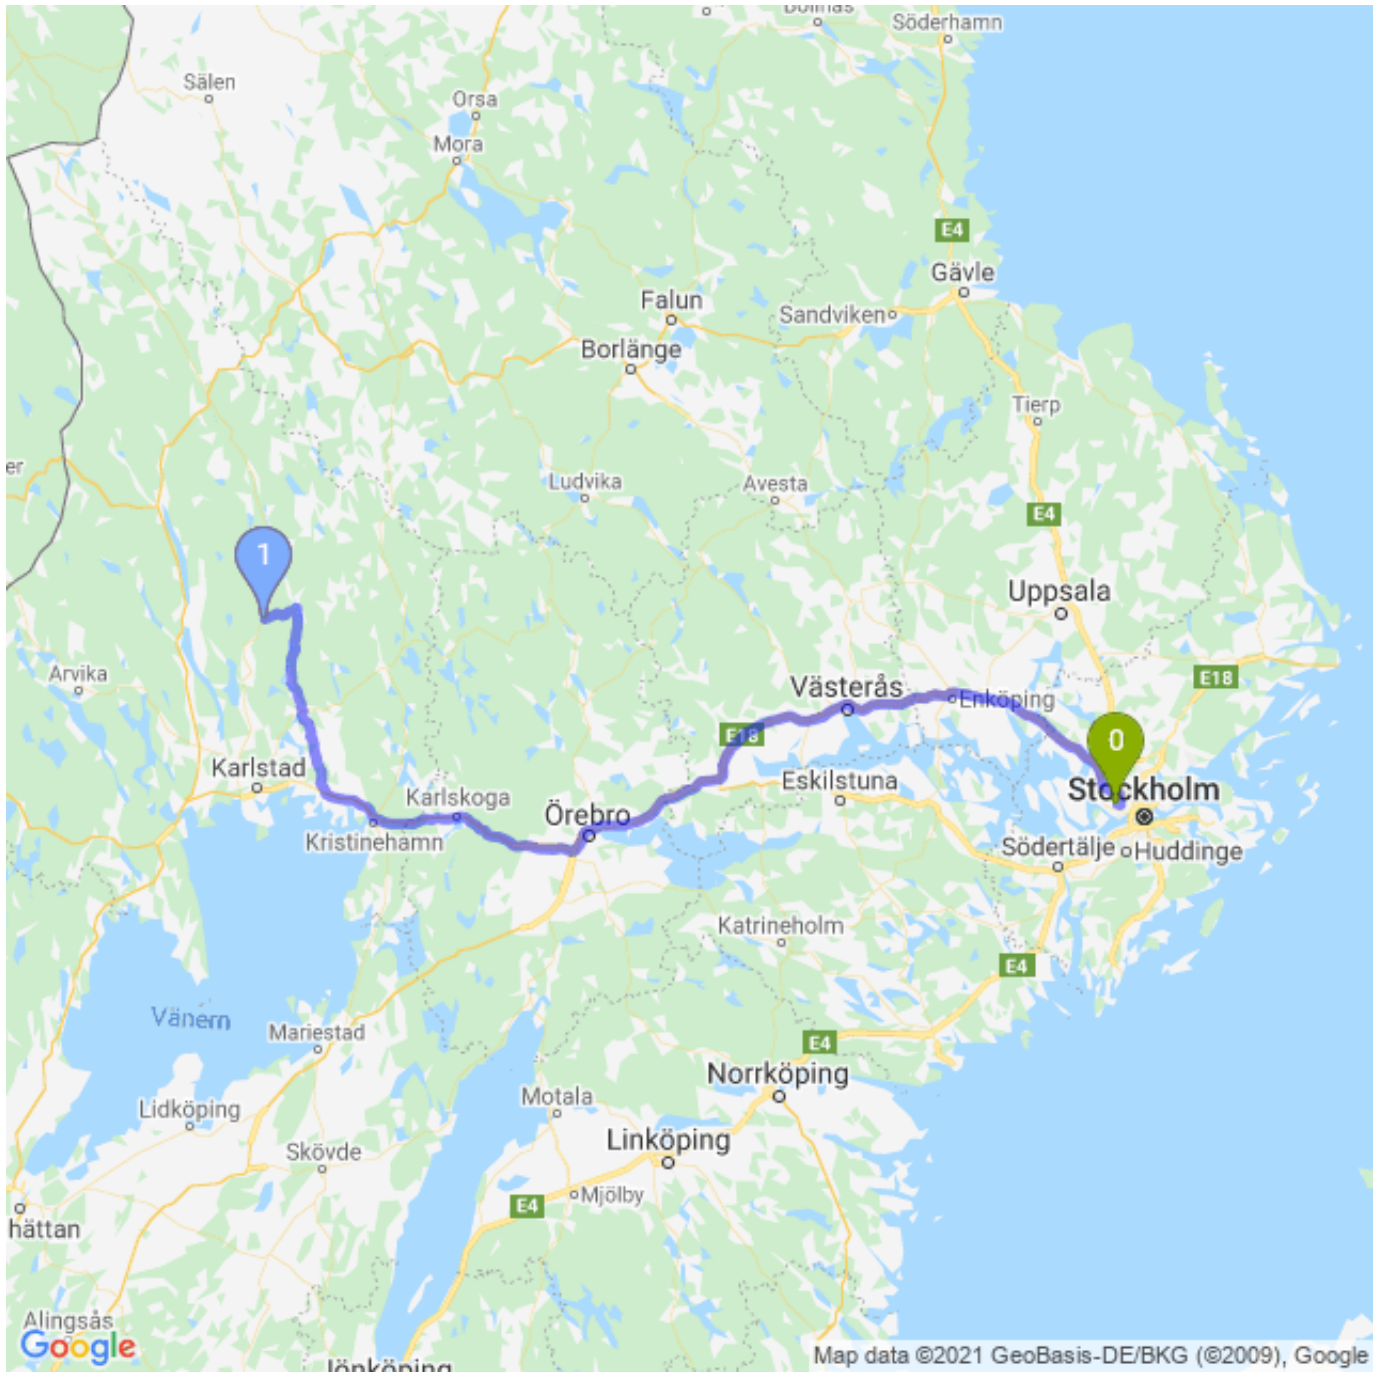 Söderhamn
Sälen
Orsa
Mora
E4
Gävle
Falun
Sandviken
Borlänge
Tierp
er
Ludvika
Avesta
E4
1
Uppsala
Arvika
E18
Västerås
Enköping
E18
0
Karlstad
Eskilstuna
Stockholm
Karlskoga
Örebro
Kristinehamn
Södertälje
Huddinge
Katrineholm
E4
Vänern
Mariestad
E4
Norrköping
Motala
Lidköping
Linköping
Skövde
Mjölby
E4
hättan
Alingsås
Google
Map data ©2021 GeoBasis-DE/BKG (©2009), Google